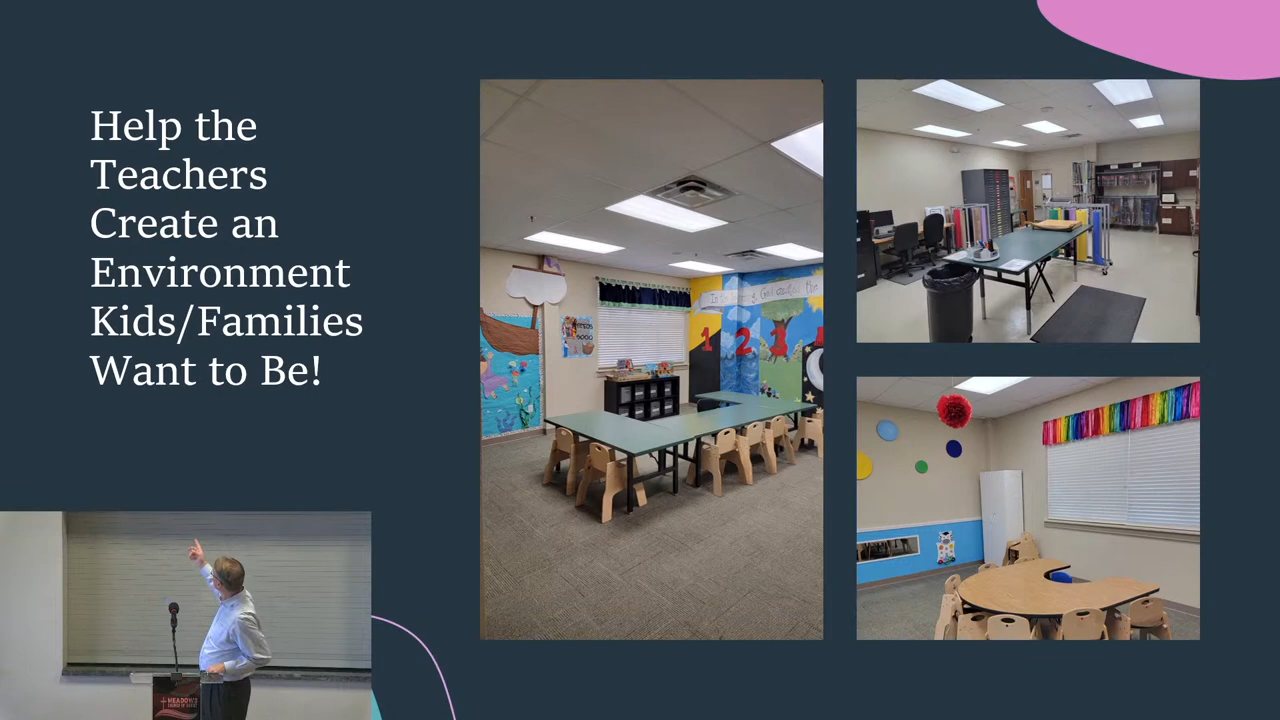 Help the
Teachers
Create an
Environment
Kids/Families
Want to Be!
1 2 3
MEADOWS